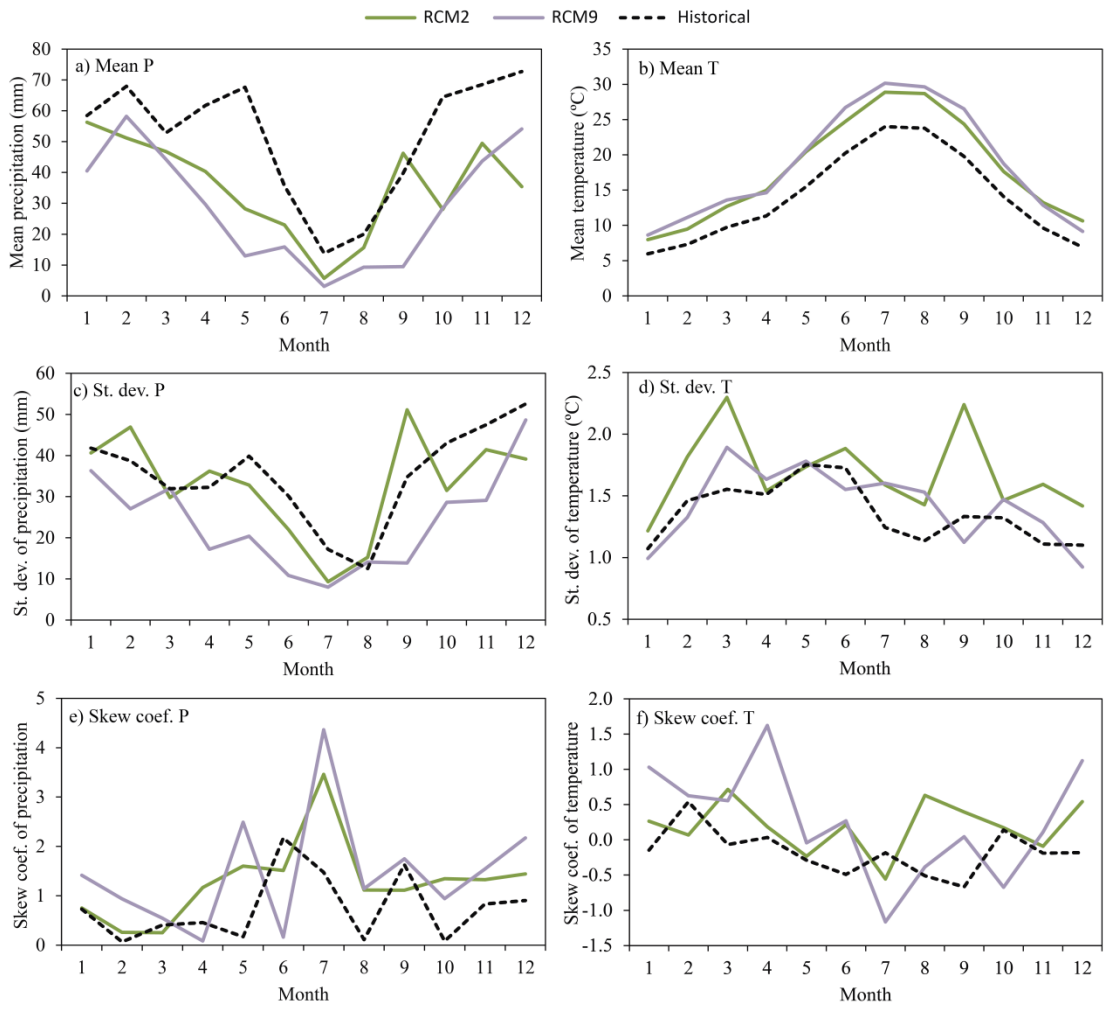 RCM2 RCM9 Historical
a) Mean P
Mean precipitation (mm)
80
70
60
50
40
30
20
10
0
1 2 3 4 5 6 7 8 9 10 11 12
Month
b) Mean T
Mean temperature (ºC)
35
30
25
20
15
10
5
0
1 2 3 4 5 6 7 8 9 10 11 12
Month
c) St. dev. P
St. dev. of precipitation (mm)
60
50
40
30
20
10
0
1 2 3 4 5 6 7 8 9 10 11 12
Month
d) St. dev. T
St. dev. of temperature (ºC)
2.5
2.0
1.5
1.0
0.5
1 2 3 4 5 6 7 8 9 10 11 12
Month
e) Skew coef. P
Skew coef. of precipitation
5
4
3
2
1
0
1 2 3 4 5 6 7 8 9 10 11 12
Month
f) Skew coef. T
Skew coef. of temperature
2.0
1.5
1.0
0.5
0.0
-0.5
-1.0
-1.5
1 2 3 4 5 6 7 8 9 10 11 12
Month